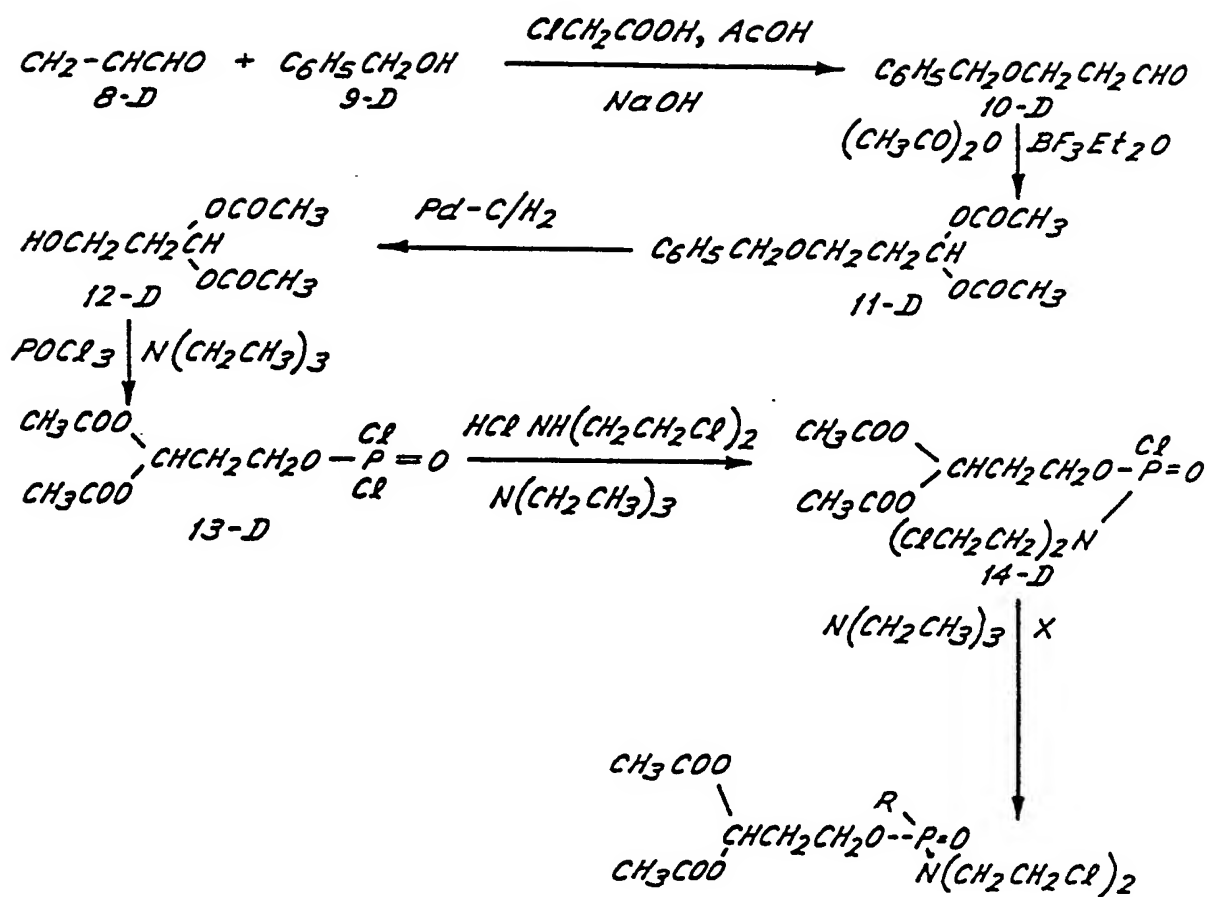 ClCH2COOH, AcOH
CH2-CHCHO + C6H5CH2OH
NaOH
C6H5CH2OCH2CH2CHO
8-D 9-D
10-D
(CH3CO)2O BF3Et2O
OCOCH3
HOCH2CH2CH
OCOCH3
12-D
Pd-C/H2
OCOCH3
C6H5CH2OCH2CH2CH
OCOCH3
11-D
POCl3 N(CH2CH3)3
CH3COO
CHCH2CH2O-P=O
Cl
Cl
CH3COO
13-D
HCl NH(CH2CH2Cl)2
N(CH2CH3)3
CH3COO
Cl
CHCH2CH2O-P=O
CH3COO
(ClCH2CH2)2N
14-D
N(CH2CH3)3 X
CH3COO
R
CHCH2CH2O--P=O
CH3COO
N(CH2CH2Cl)2